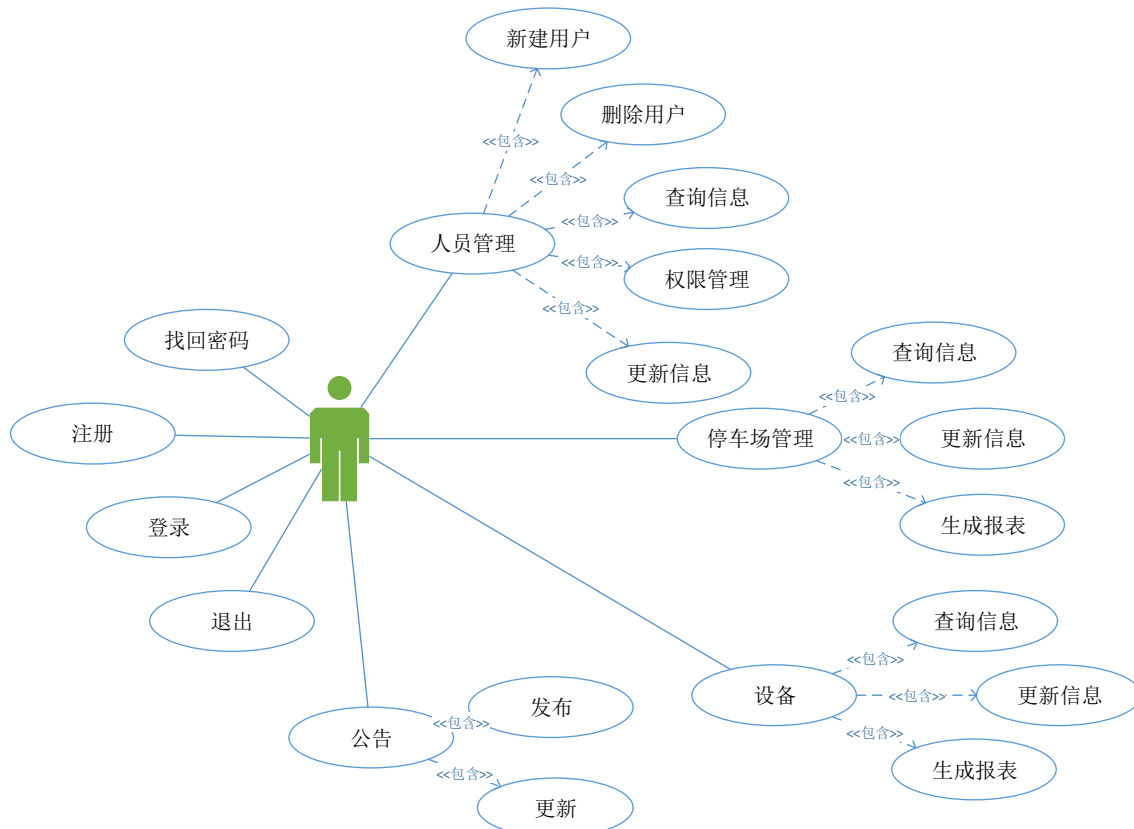 新建用户
删除用户
<<包含>>
<<包含>>
查询信息
<<包含>>
人员管理
<<包含>>
权限管理
<<包含>>
找回密码
更新信息
查询信息
<<包含>>
注册
停车场管理
<<包含>>
更新信息
<<包含>>
登录
生成报表
退出
查询信息
<<包含>>
设备
<<包含>>
更新信息
发布
<<包含>>
公告
<<包含>>
生成报表
<<包含>>
更新